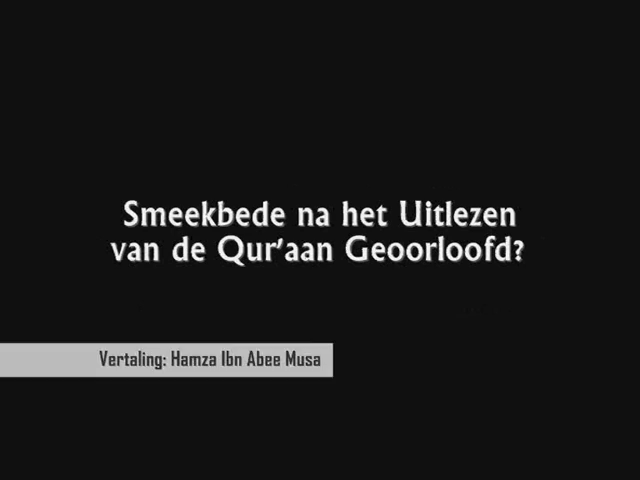 Smeekbede na het Uitlezen
van de Qur'aan Geoorloofd?
Vertaling: Hamza Ibn Abee Musa